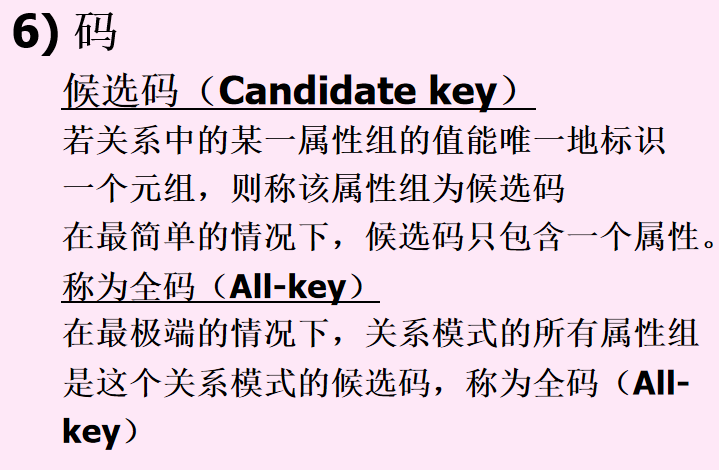 6) 码
候选码（Candidate key）
若关系中的某一属性组的值能唯一地标识
一个元组，则称该属性组为候选码
在最简单的情况下，候选码只包含一个属性。
称为全码（All-key）
在最极端的情况下，关系模式的所有属性组
是这个关系模式的候选码，称为全码（All-
key）